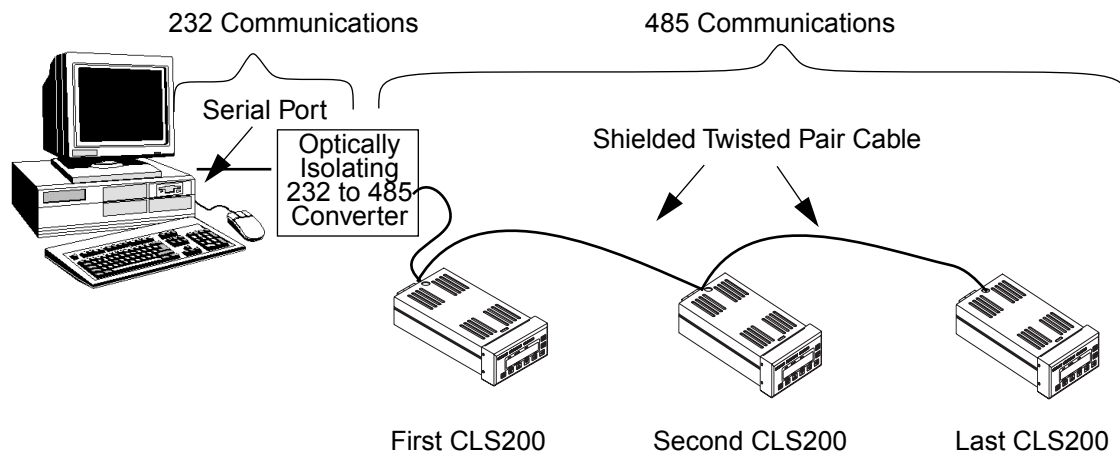 232 Communications
485 Communications
Serial Port
Shielded Twisted Pair Cable
Optically
Isolating
232 to 485
Converter
First CLS200
Second CLS200
Last CLS200